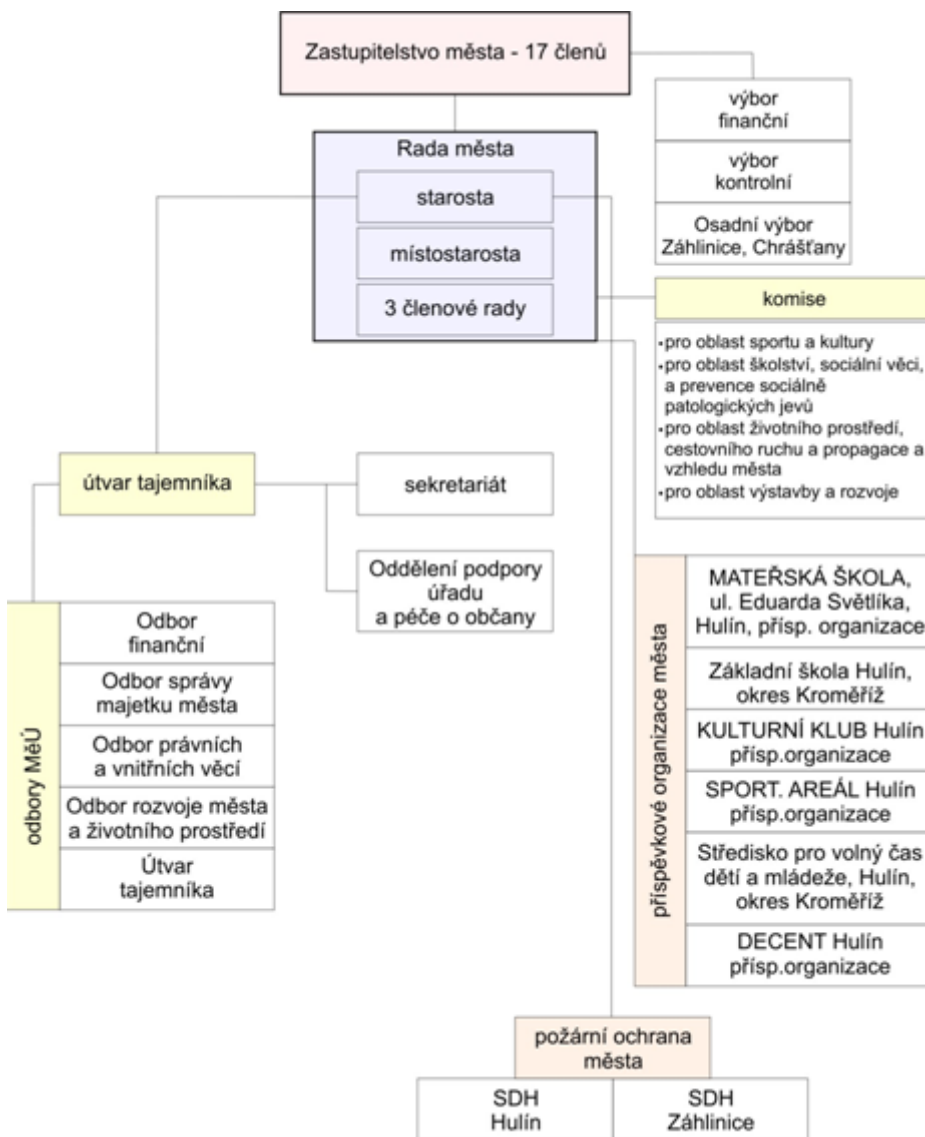 Zastupitelstvo města - 17 členů
výbor
finanční
výbor
kontrolní
Osadní výbor
Záhlinice, Chrášťany
Rada města
starosta
místostarosta
3 členové rady
komise
•pro oblast sportu a kultury
•pro oblast školství, sociální věci,
a prevence sociálně
patologických jevů
•pro oblast životního prostředí,
cestovního ruchu a propagace a
vzhledu města
•pro oblast výstavby a rozvoje
útvar tajemníka
sekretariát
Oddělení podpory
úřadu
a péče o občany
odbory MěÚ
Odbor
finanční
Odbor správy
majetku města
Odbor právních
a vnitřních věcí
Odbor rozvoje města
a životního prostředí
Útvar
tajemníka
příspěvkové organizace města
MATEŘSKÁ ŠKOLA,
ul. Eduarda Světlíka,
Hulín, přísp. organizace
Základní škola Hulín,
okres Kroměříž
KULTURNÍ KLUB Hulín
přísp.organizace
SPORT. AREÁL Hulín
přísp.organizace
Středisko pro volný čas
dětí a mládeže, Hulín,
okres Kroměříž
DECENT Hulín
přísp.organizace
požární ochrana
města
SDH
Hulín
SDH
Záhlinice